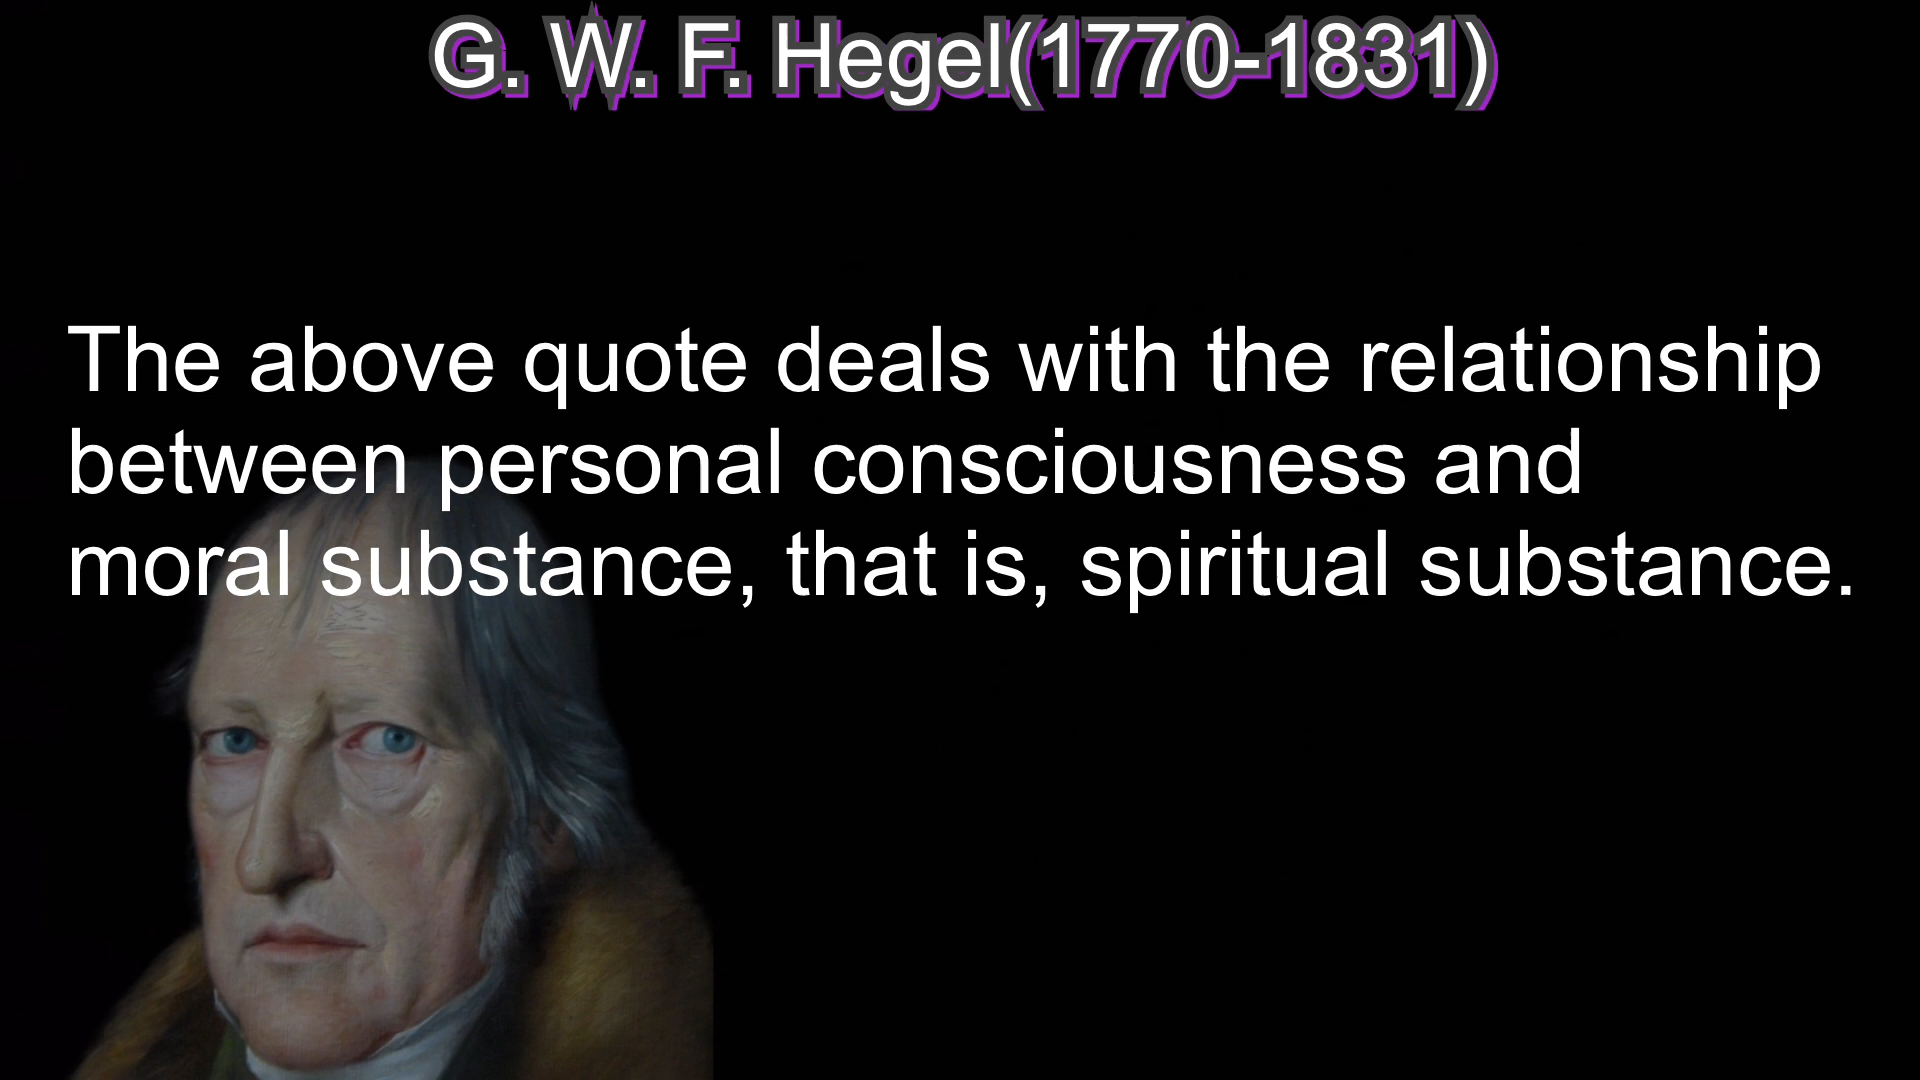 G. W. F. Hegel(1770-1831)
The above quote deals with the relationship
between personal consciousness and
moral substance, that is, spiritual substance.